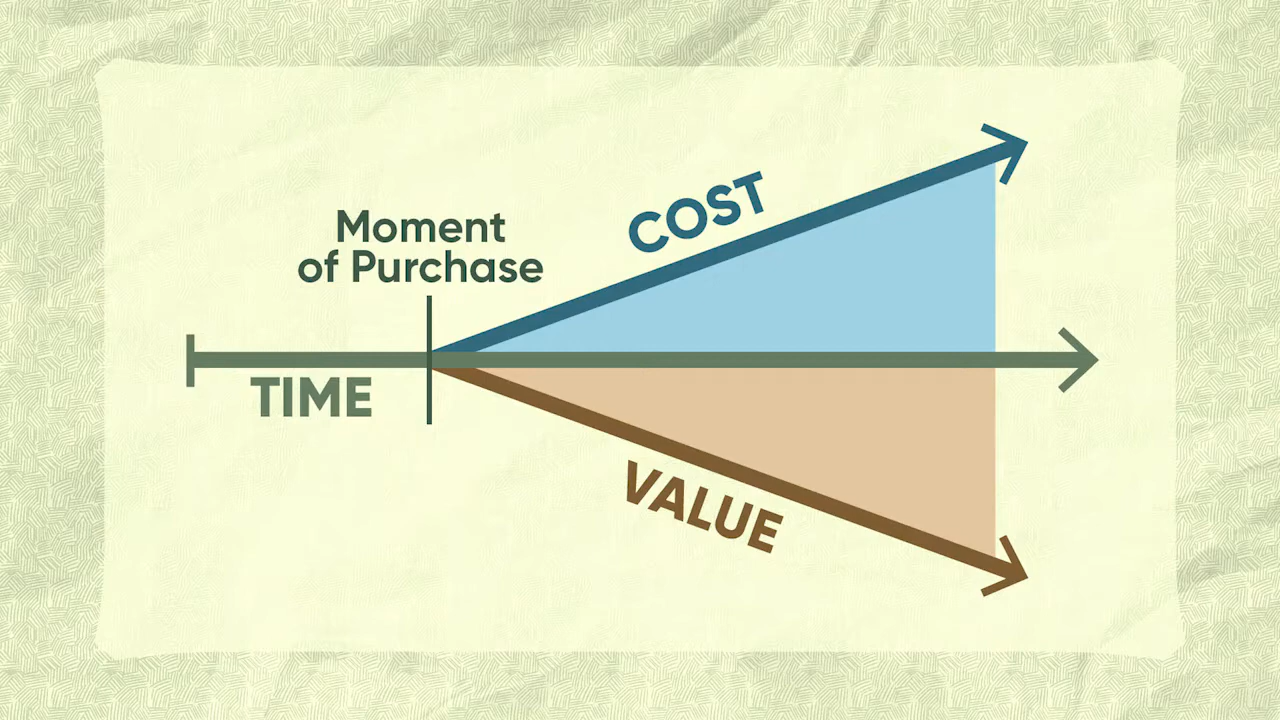 COST
Moment
of Purchase
TIME
VALUE